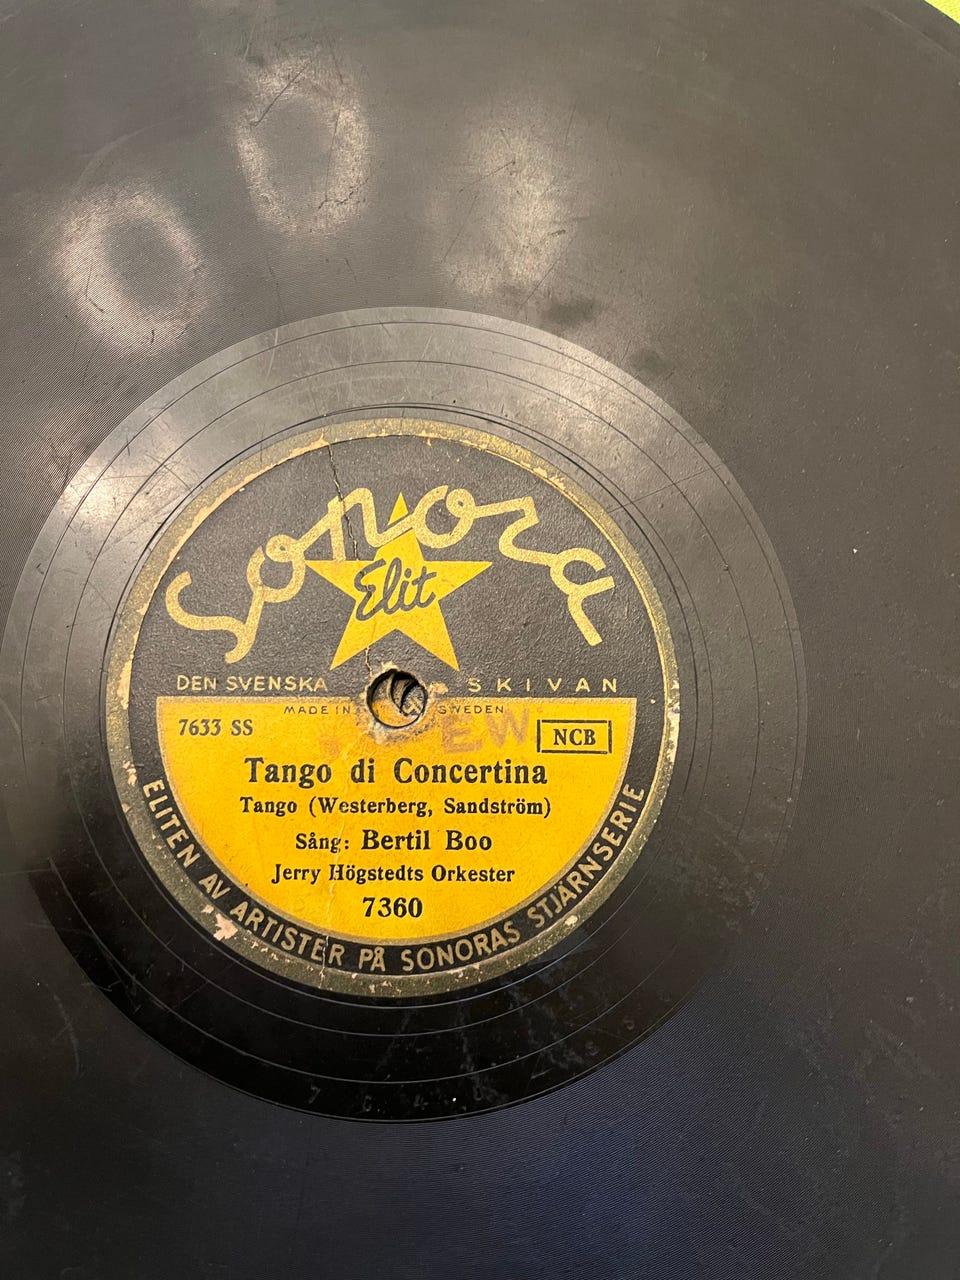 Sonora
Elit
DEN SVENSKA SKIVAN
MADE IN SWEDEN
7633 SS
EW
NCB
Tango di Concertina
Tango (Westerberg, Sandström)
Sång: Bertil Boo
Jerry Högstedts Orkester
7360
ELITEN AV ARTISTER PÅ SONORAS STJÄRNSERIE